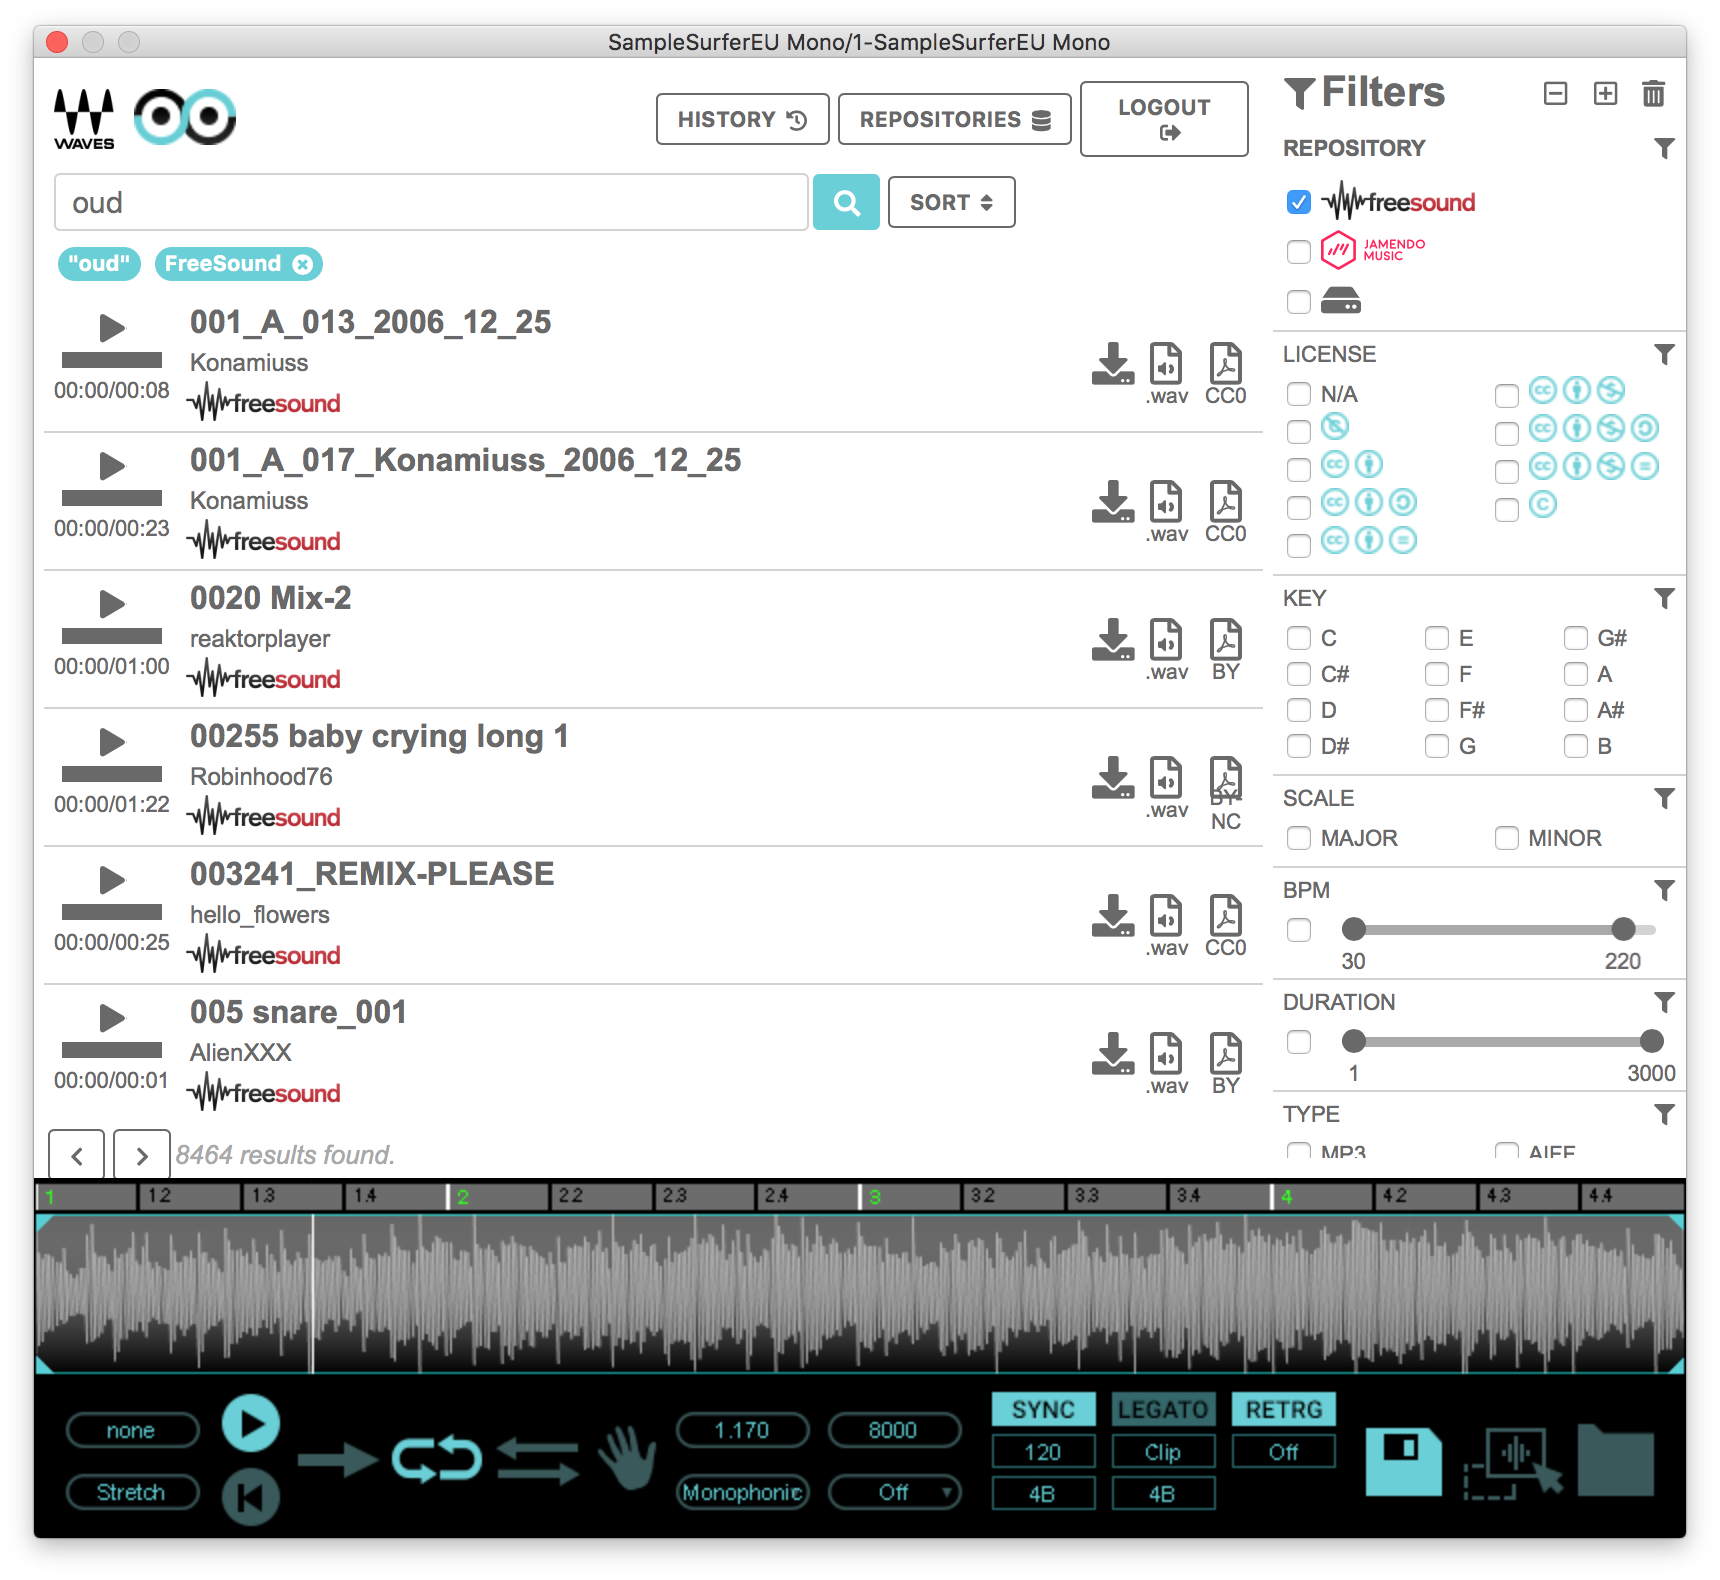 SampleSurferEU Mono/1-SampleSurferEU Mono
WAVES
HISTORY
REPOSITORIES
LOGOUT
oud
SORT
"oud"
FreeSound
001_A_013_2006_12_25
Konamiuss
00:00/00:08
freesound
.wav
CC0
001_A_017_Konamiuss_2006_12_25
Konamiuss
00:00/00:23
freesound
.wav
CC0
0020 Mix-2
reaktorplayer
00:00/01:00
freesound
.wav
BY
00255 baby crying long 1
Robinhood76
00:00/01:22
freesound
.wav
BY-
NC
003241_REMIX-PLEASE
hello_flowers
00:00/00:25
freesound
.wav
CC0
005 snare_001
AlienXXX
00:00/00:01
freesound
.wav
BY
8464 results found.
Filters
REPOSITORY
freesound
JAMENDO
MUSIC
LICENSE
N/A
KEY
C E G#
C# F A
D F# A#
D# G B
SCALE
MAJOR MINOR
BPM
30 220
DURATION
1 3000
TYPE
MP3 AIFF
1 1.2 1.3 1.4 2 2.2 2.3 2.4 3 3.2 3.3 3.4 4 4.2 4.3 4.4
none
Stretch
1.170
8000
Monophonic
Off
SYNC
LEGATO
RETRG
120
Clip
Off
4B
4B